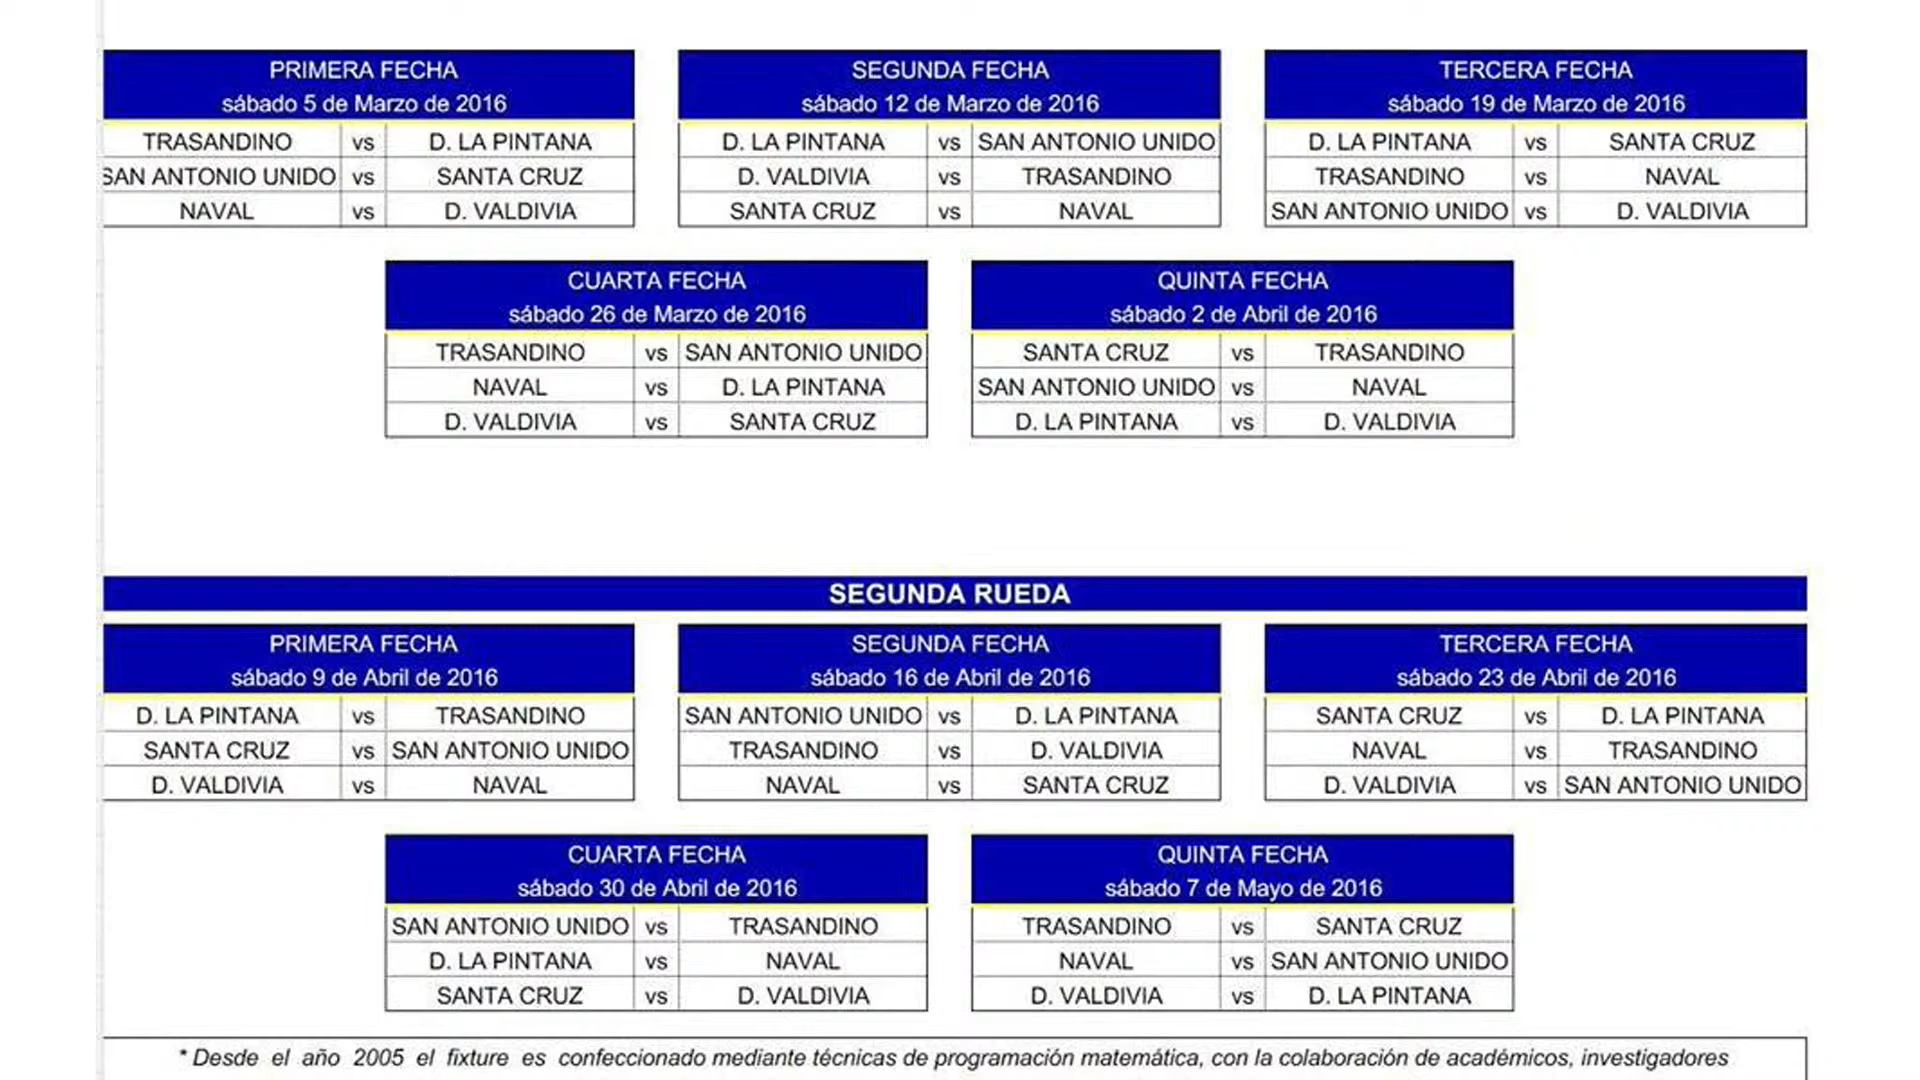 PRIMERA FECHA
sábado 5 de Marzo de 2016
TRASANDINO vs D. LA PINTANA
SAN ANTONIO UNIDO vs SANTA CRUZ
NAVAL vs D. VALDIVIA
SEGUNDA FECHA
sábado 12 de Marzo de 2016
D. LA PINTANA vs SAN ANTONIO UNIDO
D. VALDIVIA vs TRASANDINO
SANTA CRUZ vs NAVAL
TERCERA FECHA
sábado 19 de Marzo de 2016
D. LA PINTANA vs SANTA CRUZ
TRASANDINO vs NAVAL
SAN ANTONIO UNIDO vs D. VALDIVIA
CUARTA FECHA
sábado 26 de Marzo de 2016
TRASANDINO vs SAN ANTONIO UNIDO
NAVAL vs D. LA PINTANA
D. VALDIVIA vs SANTA CRUZ
QUINTA FECHA
sábado 2 de Abril de 2016
SANTA CRUZ vs TRASANDINO
SAN ANTONIO UNIDO vs NAVAL
D. LA PINTANA vs D. VALDIVIA
SEGUNDA RUEDA
PRIMERA FECHA
sábado 9 de Abril de 2016
D. LA PINTANA vs TRASANDINO
SANTA CRUZ vs SAN ANTONIO UNIDO
D. VALDIVIA vs NAVAL
SEGUNDA FECHA
sábado 16 de Abril de 2016
SAN ANTONIO UNIDO vs D. LA PINTANA
TRASANDINO vs D. VALDIVIA
NAVAL vs SANTA CRUZ
TERCERA FECHA
sábado 23 de Abril de 2016
SANTA CRUZ vs D. LA PINTANA
NAVAL vs TRASANDINO
D. VALDIVIA vs SAN ANTONIO UNIDO
CUARTA FECHA
sábado 30 de Abril de 2016
SAN ANTONIO UNIDO vs TRASANDINO
D. LA PINTANA vs NAVAL
SANTA CRUZ vs D. VALDIVIA
QUINTA FECHA
sábado 7 de Mayo de 2016
TRASANDINO vs SANTA CRUZ
NAVAL vs SAN ANTONIO UNIDO
D. VALDIVIA vs D. LA PINTANA
* Desde el año 2005 el fixture es confeccionado mediante técnicas de programación matemática, con la colaboración de académicos, investigadores